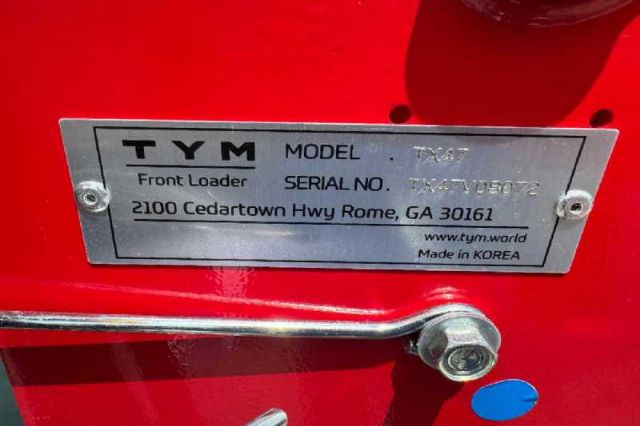 TYM MODEL . TX47
Front Loader SERIAL NO. TX47V08072
2100 Cedartown Hwy Rome, GA 30161
www.tym.world
Made in KOREA